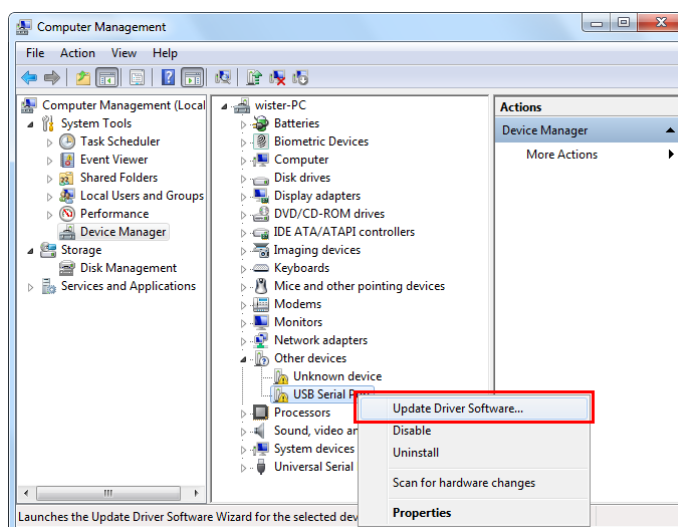 Computer Management
File Action View Help
Computer Management (Local
System Tools
Task Scheduler
Event Viewer
Shared Folders
Local Users and Groups
Performance
Device Manager
Storage
Disk Management
Services and Applications
wister-PC
Batteries
Biometric Devices
Computer
Disk drives
Display adapters
DVD/CD-ROM drives
IDE ATA/ATAPI controllers
Imaging devices
Keyboards
Mice and other pointing devices
Modems
Monitors
Network adapters
Other devices
Unknown device
USB Serial
Processors
Sound, video
System devices
Universal Serial
Actions
Device Manager
More Actions
Update Driver Software...
Disable
Uninstall
Scan for hardware changes
Properties
Launches the Update Driver Software Wizard for the selected